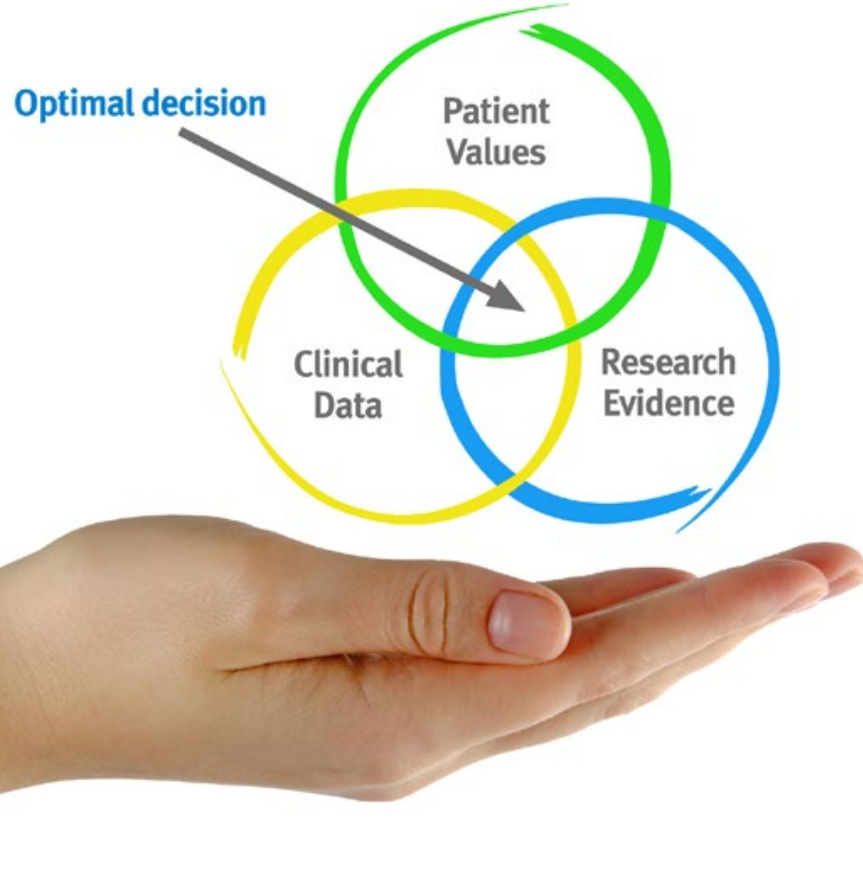 Optimal decision
Patient
Values
Clinical
Data
Research
Evidence